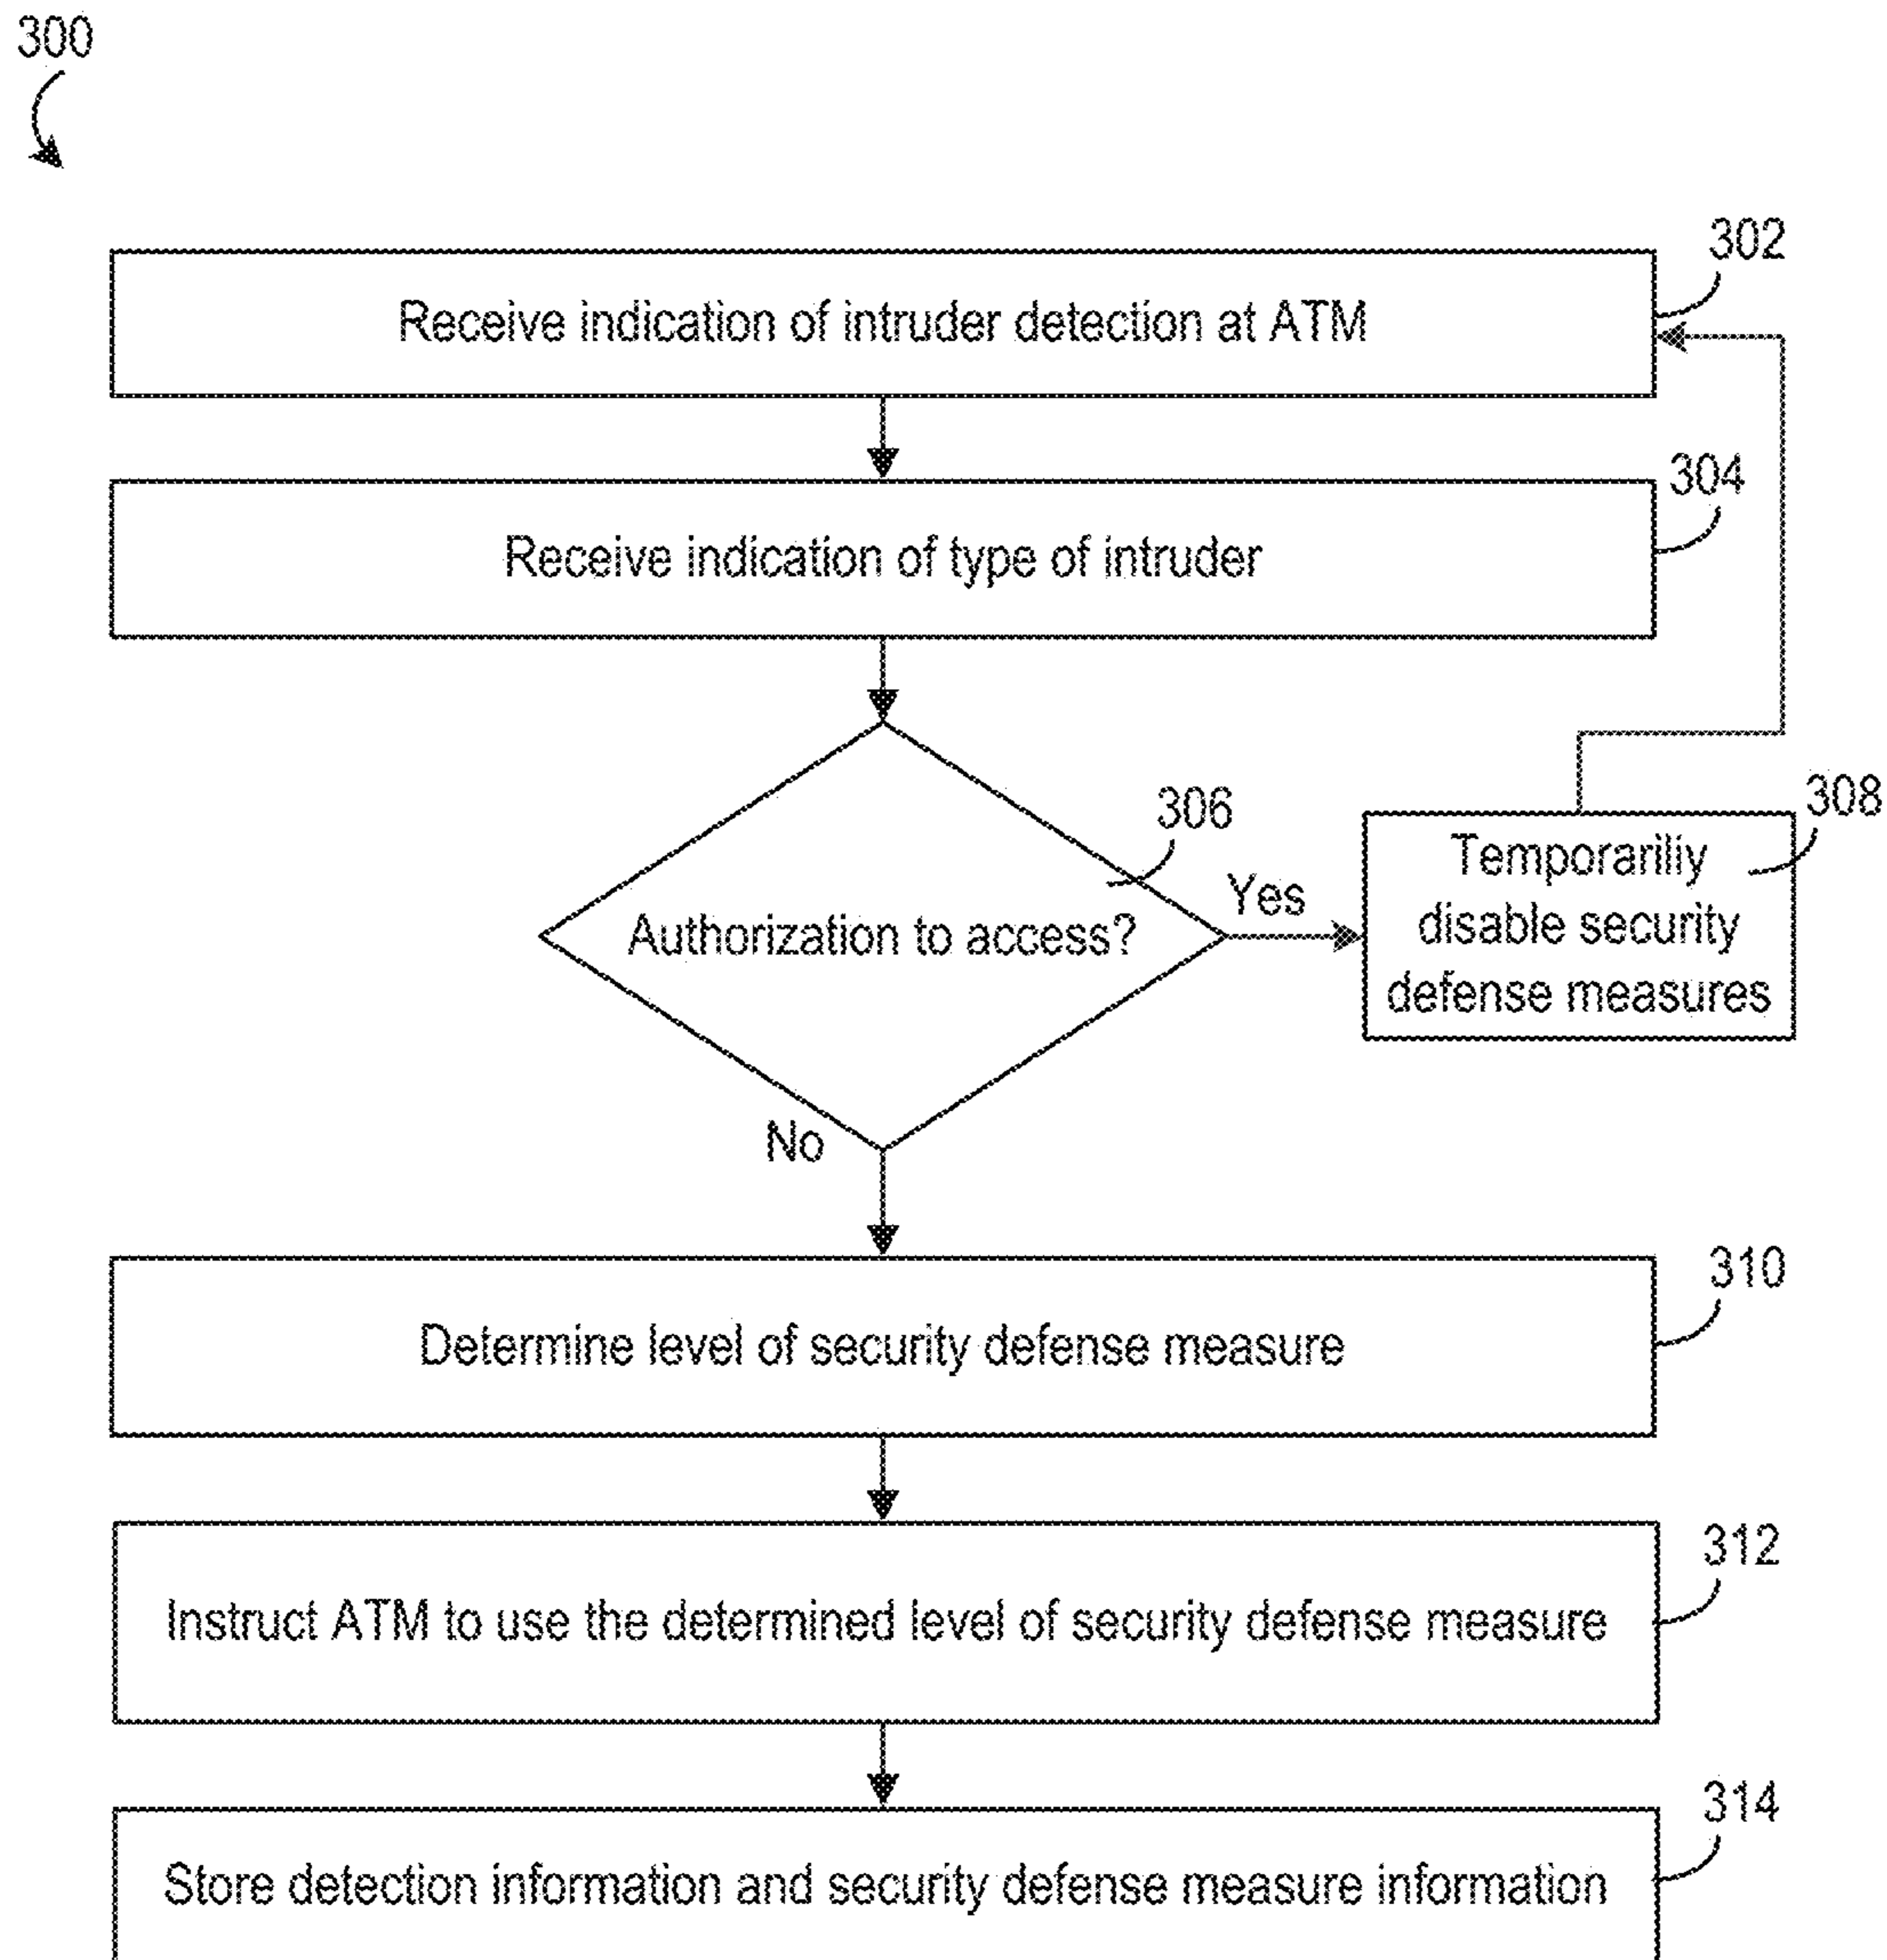 300
302
Receive indication of intruder detection at ATM
304
Receive indication of type of intruder
306
Authorization to access?
Yes
308
Temporariliy
disable security
defense measures
No
310
Determine level of security defense measure
312
Instruct ATM to use the determined level of security defense measure
314
Store detection information and security defense measure information